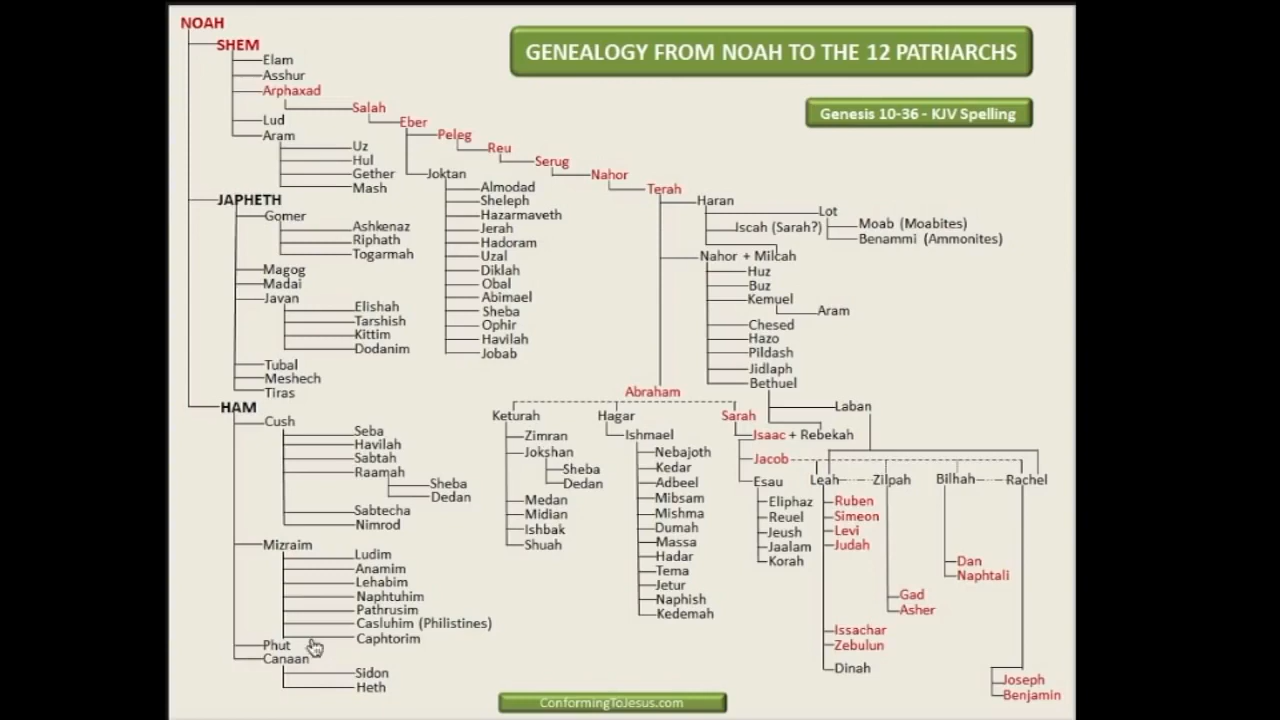 NOAH
GENEALOGY FROM NOAH TO THE 12 PATRIARCHS
Genesis 10-36 - KJV Spelling
SHEM
Elam
Asshur
Arphaxad
Salah
Eber
Peleg
Reu
Serug
Nahor
Terah
Lud
Aram
Uz
Hul
Gether
Mash
Joktan
Almodad
Sheleph
Hazarmaveth
Jerah
Hadoram
Uzal
Diklah
Obal
Abimael
Sheba
Ophir
Havilah
Jobab
Haran
Lot
Iscah (Sarah?)
Moab (Moabites)
Benammi (Ammonites)
Nahor + Milcah
Huz
Buz
Kemuel
Aram
Chesed
Hazo
Pildash
Jidlaph
Bethuel
Laban
JAPHETH
Gomer
Ashkenaz
Riphath
Togarmah
Magog
Madai
Javan
Elishah
Tarshish
Kittim
Dodanim
Tubal
Meshech
Tiras
HAM
Cush
Seba
Havilah
Sabtah
Raamah
Sheba
Dedan
Sabtecha
Nimrod
Mizraim
Ludim
Anamim
Lehabim
Naphtuhim
Pathrusim
Casluhim (Philistines)
Caphtorim
Phut
Canaan
Sidon
Heth
Abraham
Keturah
Zimran
Jokshan
Sheba
Dedan
Medan
Midian
Ishbak
Shuah
Hagar
Ishmael
Nebajoth
Kedar
Adbeel
Mibsam
Mishma
Dumah
Massa
Hadar
Tema
Jetur
Naphish
Kedemah
Sarah
Isaac + Rebekah
Jacob
Esau
Eliphaz
Reuel
Jeush
Jaalam
Korah
Leah
Zilpah
Bilhah
Rachel
Ruben
Simeon
Levi
Judah
Dan
Naphtali
Gad
Asher
Issachar
Zebulun
Dinah
Joseph
Benjamin
ConformingToJesus.com